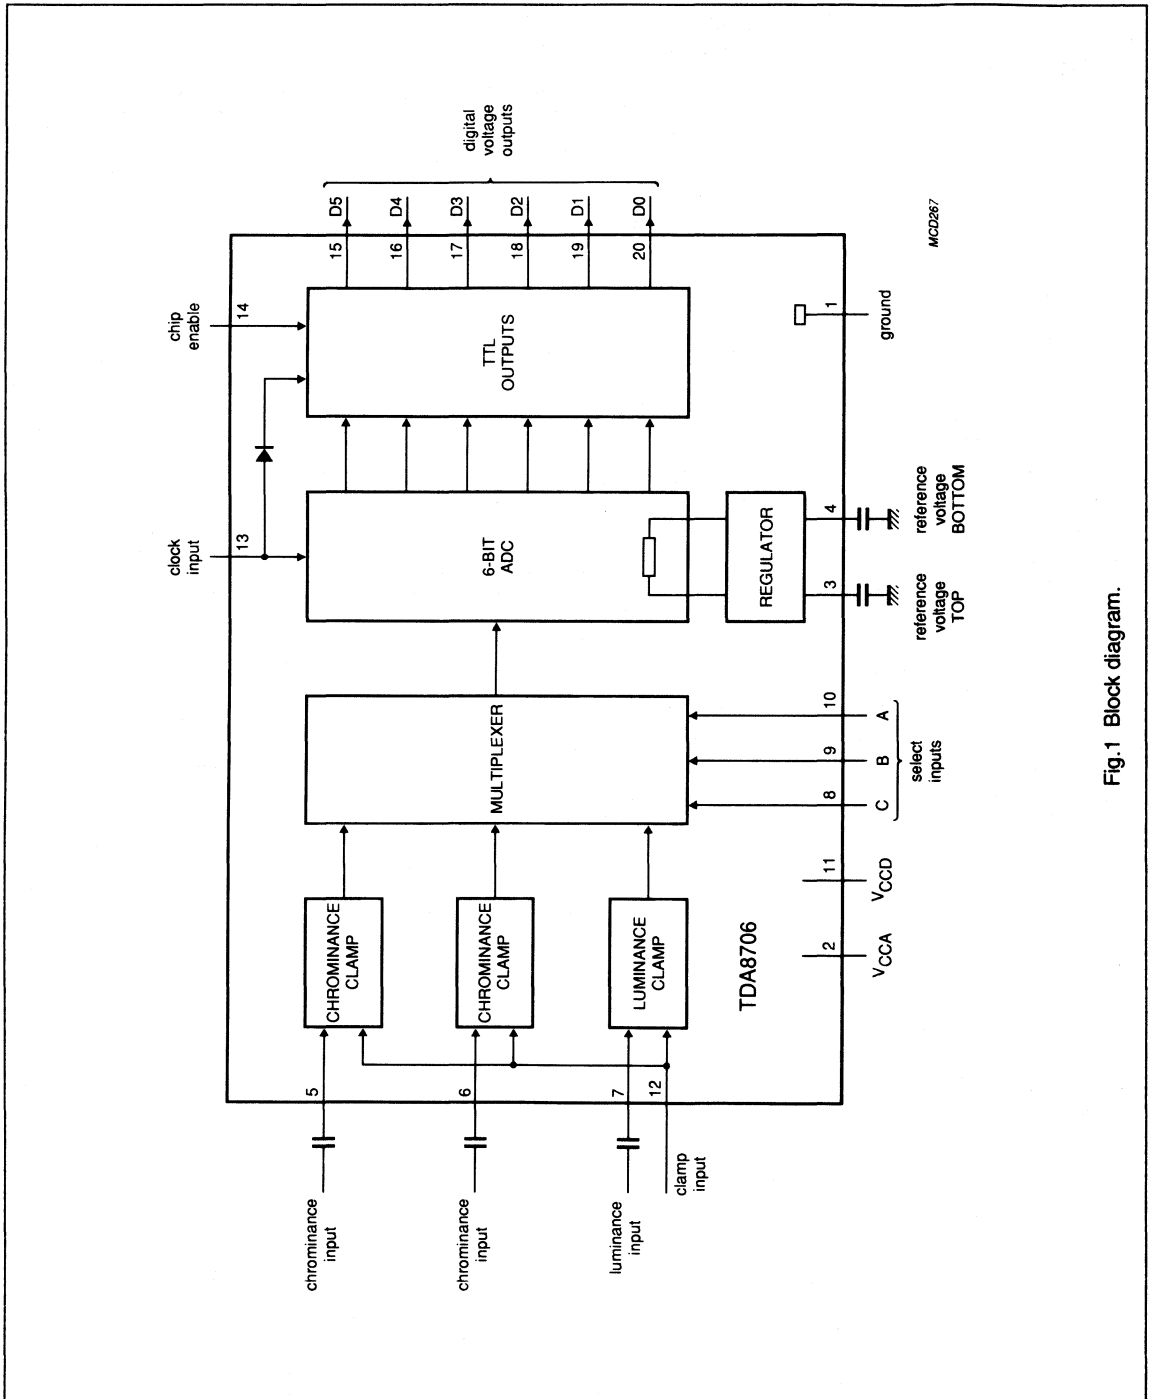 chip
enable
14
clock
input
13
digital
voltage
outputs
D5
15
D4
16
D3
17
D2
18
D1
19
D0
20
TTL
OUTPUTS
6-BIT
ADC
MULTIPLEXER
CHROMINANCE
CLAMP
CHROMINANCE
CLAMP
LUMINANCE
CLAMP
chrominance
input
5
chrominance
input
6
luminance
input
7
clamp
input
12
REGULATOR
TDA8706
2
VCCA
11
VCCD
8
C
9
B
10
A
select
inputs
3
reference
voltage
TOP
4
reference
voltage
BOTTOM
1
ground
MCD267
Fig.1 Block diagram.